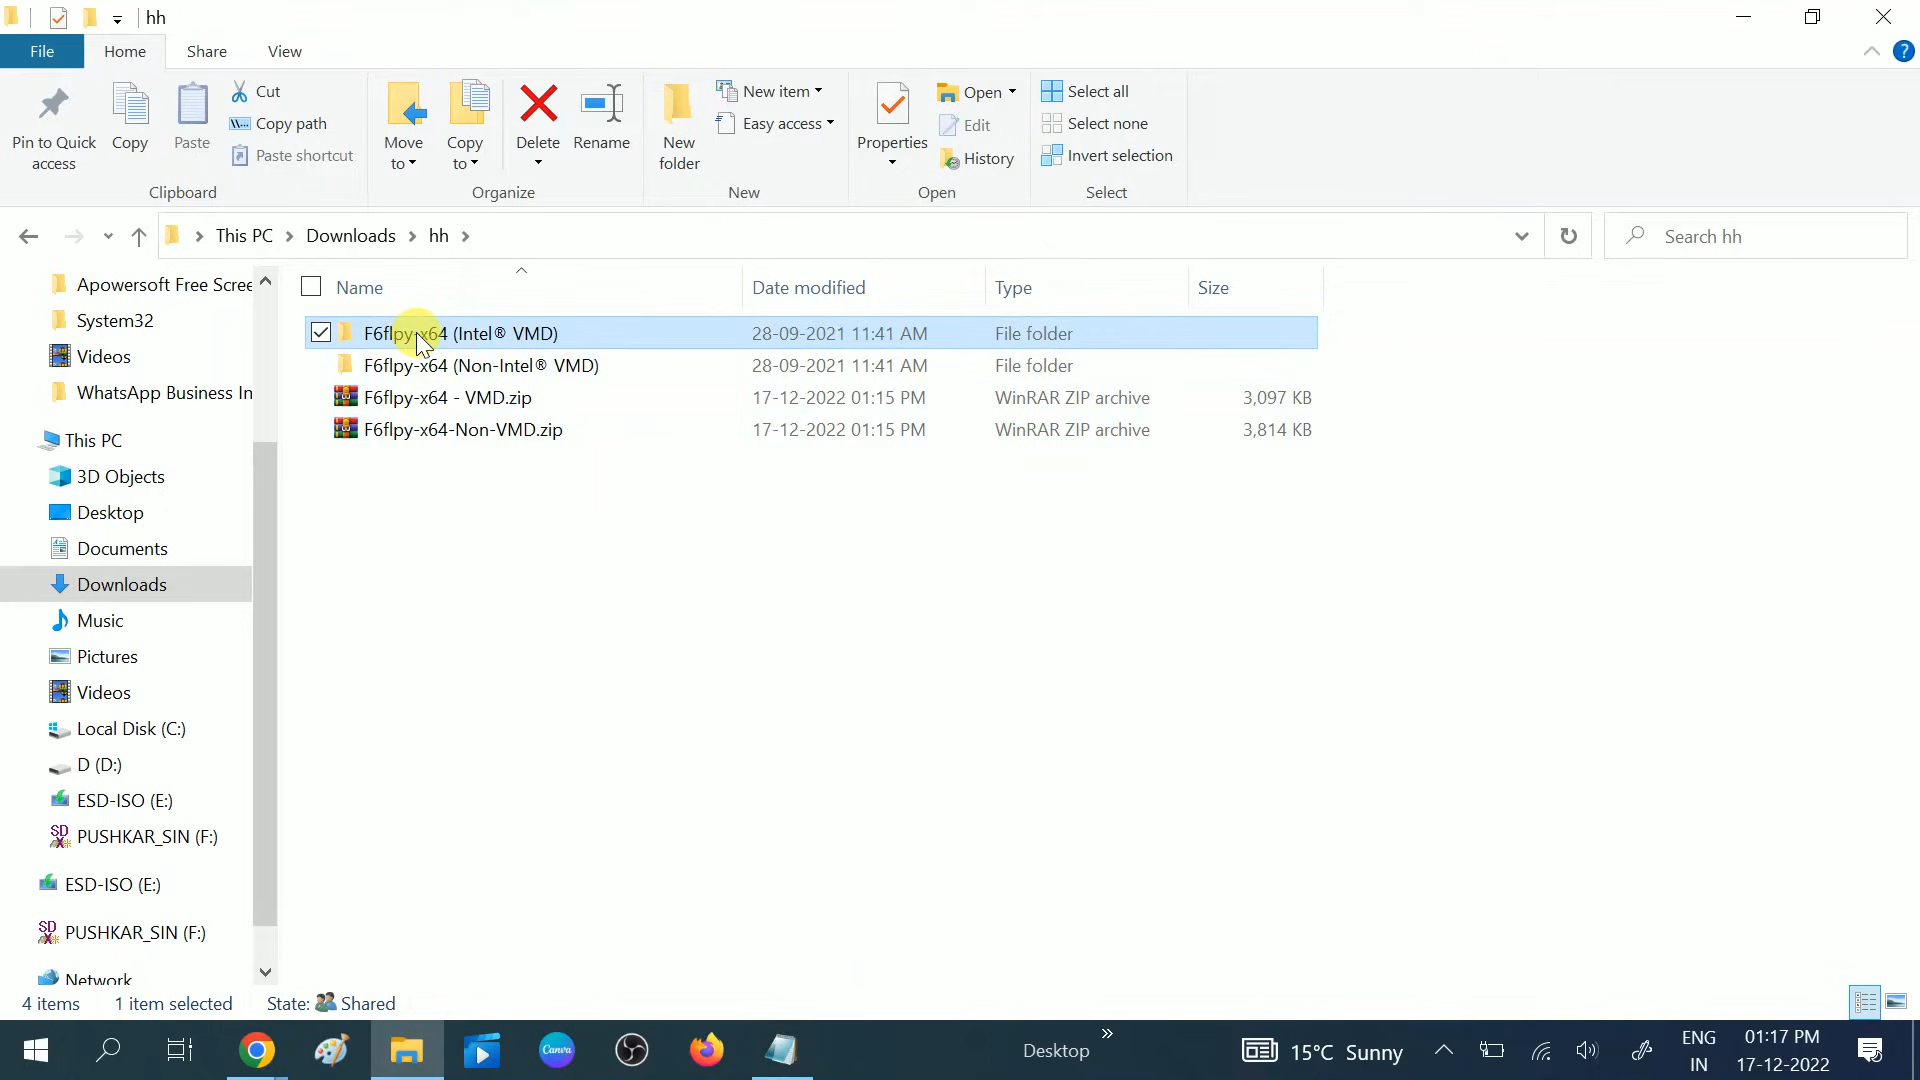 hh
File Home Share View
Pin to Quick access
Copy
Paste
Cut
Copy path
Paste shortcut
Clipboard
Move to
Copy to
Delete
Rename
Organize
New folder
New item
Easy access
New
Properties
Open
Edit
History
Open
Select all
Select none
Invert selection
Select
This PC > Downloads > hh >
Search hh
Name Date modified Type Size
F6flpy-x64 (Intel® VMD) 28-09-2021 11:41 AM File folder
F6flpy-x64 (Non-Intel® VMD) 28-09-2021 11:41 AM File folder
F6flpy-x64 - VMD.zip 17-12-2022 01:15 PM WinRAR ZIP archive 3,097 KB
F6flpy-x64-Non-VMD.zip 17-12-2022 01:15 PM WinRAR ZIP archive 3,814 KB
Apowersoft Free Scree
System32
Videos
WhatsApp Business In
This PC
3D Objects
Desktop
Documents
Downloads
Music
Pictures
Videos
Local Disk (C:)
D (D:)
ESD-ISO (E:)
PUSHKAR_SIN (F:)
ESD-ISO (E:)
PUSHKAR_SIN (F:)
Network
4 items 1 item selected State: Shared
Canva
Desktop
15°C Sunny
ENG
IN
01:17 PM
17-12-2022